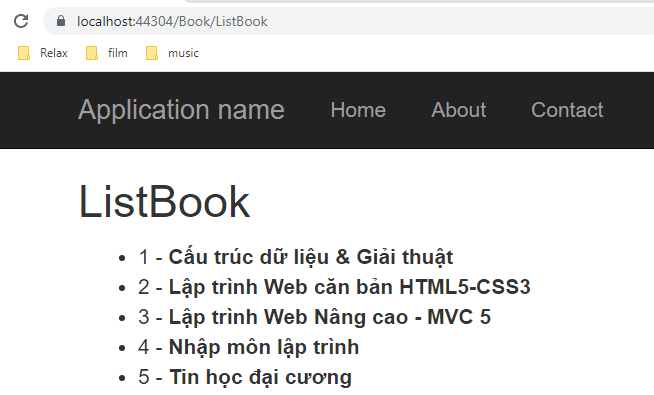 localhost:44304/Book/ListBook
Relax film music
Application name Home About Contact
ListBook
• 1 - Cấu trúc dữ liệu & Giải thuật
• 2 - Lập trình Web căn bản HTML5-CSS3
• 3 - Lập trình Web Nâng cao - MVC 5
• 4 - Nhập môn lập trình
• 5 - Tin học đại cương